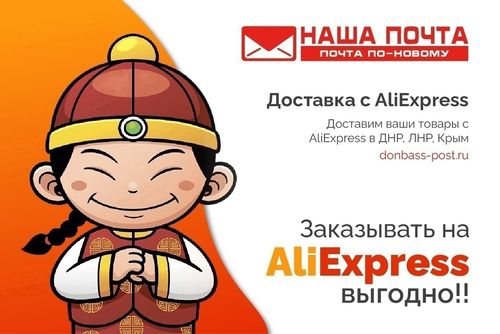 НАША ПОЧТА
ПОЧТА ПО-НОВОМУ
Доставка с AliExpress
Доставим ваши товары с
AliExpress в ДНР, ЛНР, Крым
donbass-post.ru
Заказывать на
AliExpress
выгодно!!